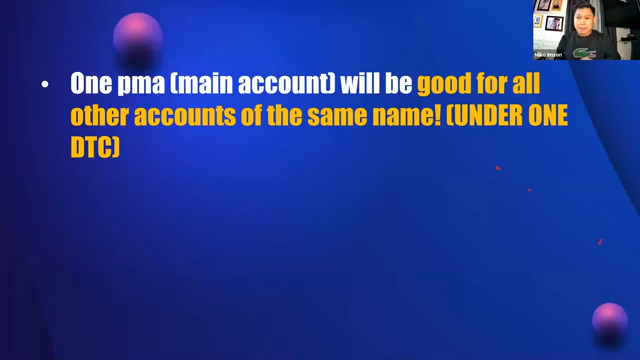 • One pma (main account) will be good for all
other accounts of the same name! (UNDER ONE
DTC)